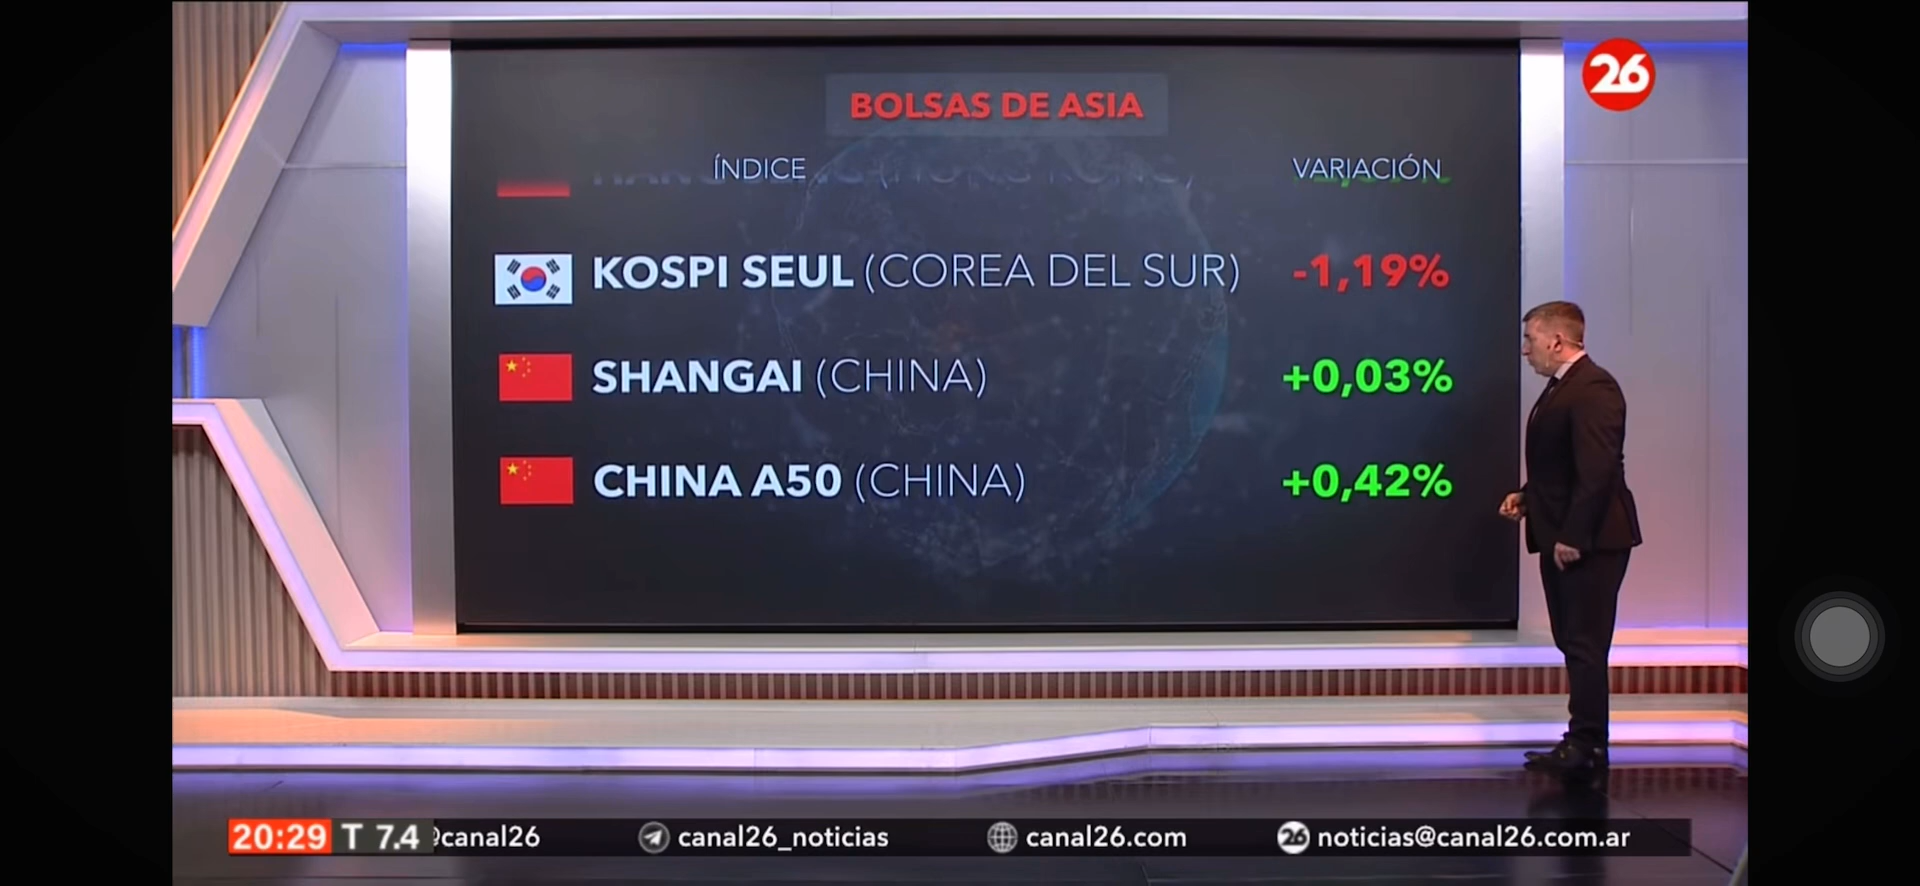 26
BOLSAS DE ASIA
ÍNDICE VARIACIÓN
KOSPI SEUL (COREA DEL SUR) -1,19%
SHANGAI (CHINA) +0,03%
CHINA A50 (CHINA) +0,42%
20:29 T 7.4 @canal26 canal26_noticias canal26.com 26 noticias@canal26.com.ar